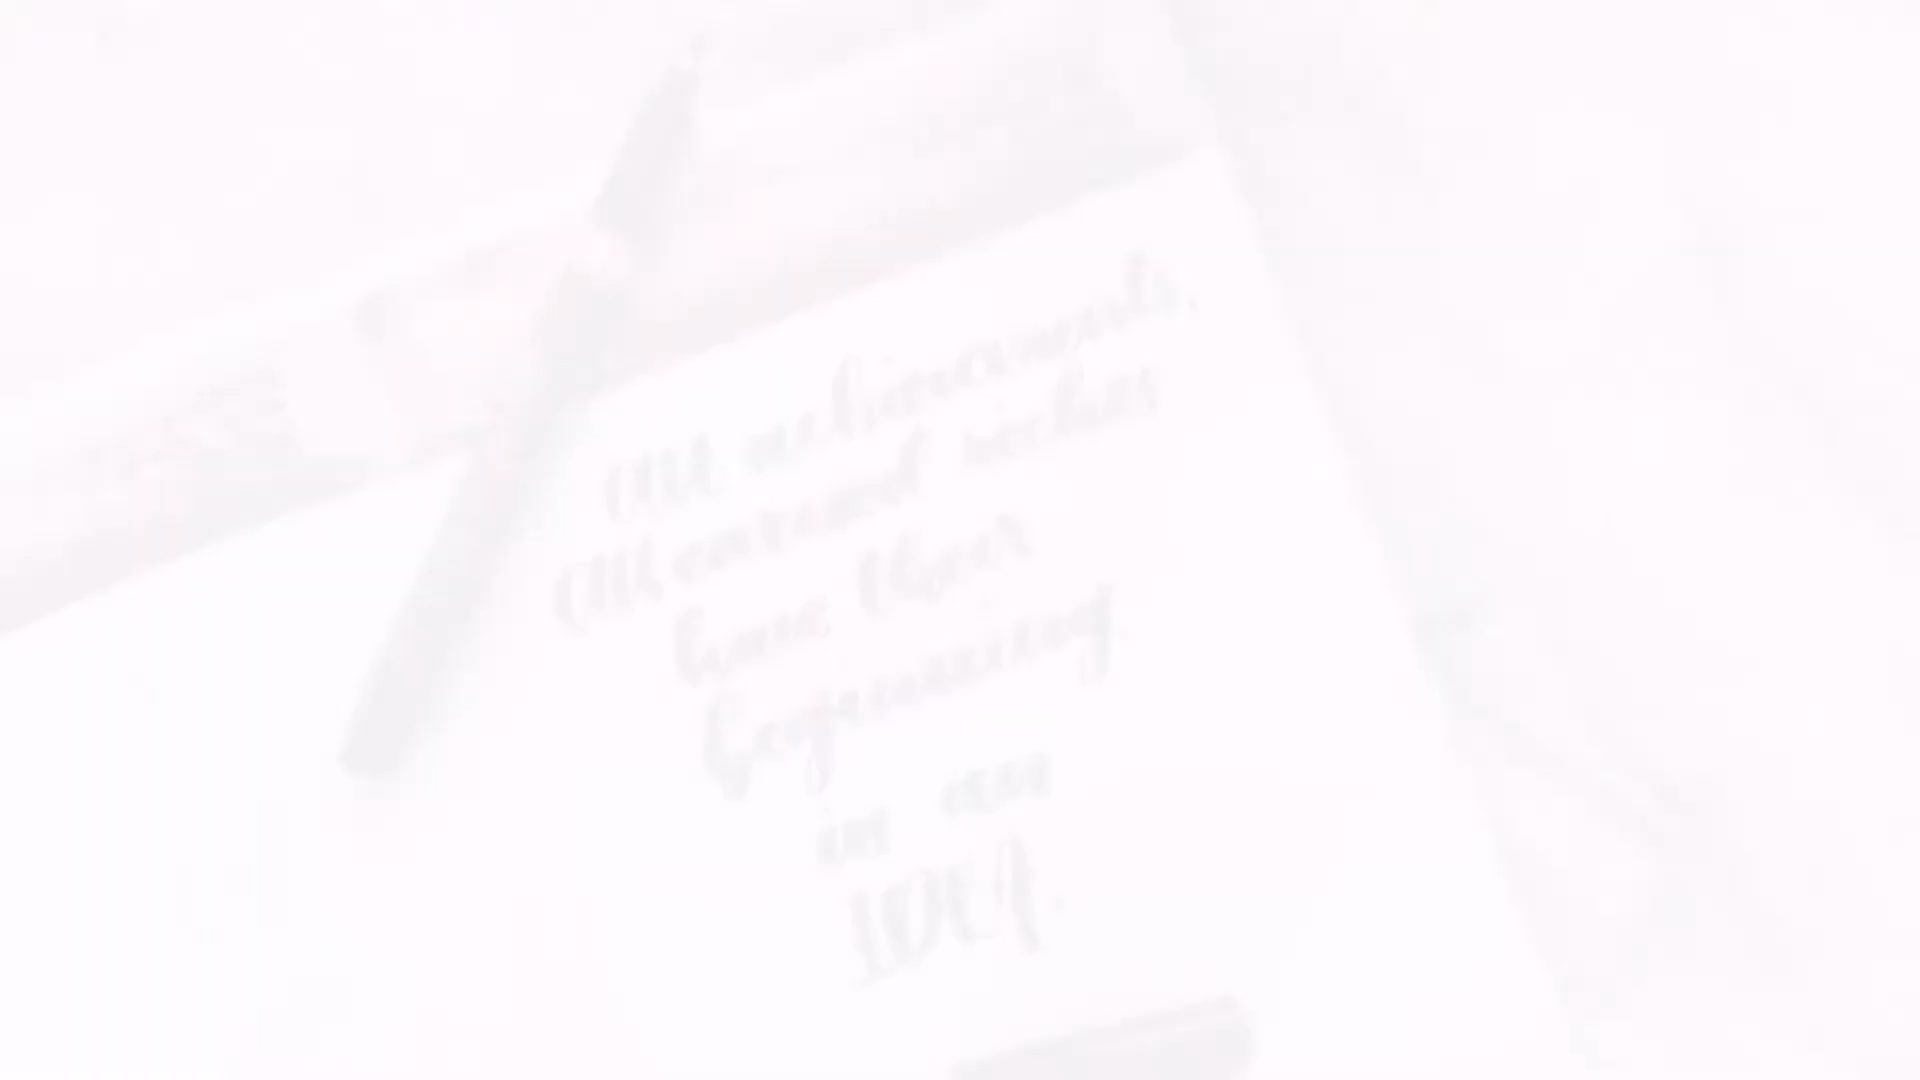 All achievements,
All earned riches
have their
beginning
in an
IDEA.